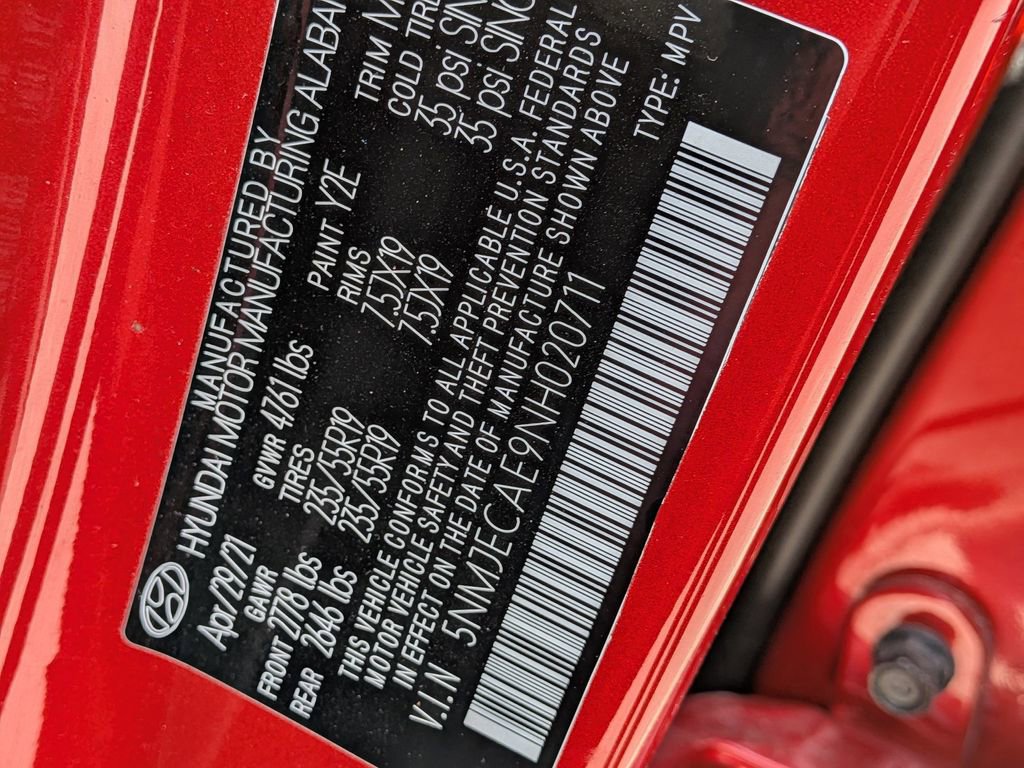 MANUFACTURED BY
HYUNDAI MOTOR MANUFACTURING
Apr/29/21 GVWR 4761 lbs PAINT Y2E TRIM
GAWR TIRES RIMS COLD
FRONT 2778 lbs 235/55R19 7.5JX19 35 psi
REAR 2646 lbs 235/55R19 7.5JX19 35 psi
THIS VEHICLE CONFORMS TO ALL APPLICABLE U.S.A. FEDERAL
MOTOR VEHICLE SAFETY AND THEFT PREVENTION STANDARDS
IN EFFECT ON THE DATE OF MANUFACTURE SHOWN ABOVE
V.I.N 5NMJECAE9NH020711 TYPE: MPV